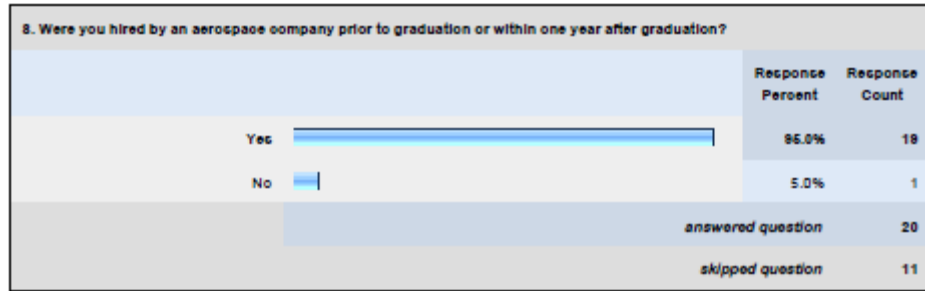 8. Were you hired by an aerospace company prior to graduation or within one year after graduation?
Response Percent Response Count
Yes 95.0% 19
No 5.0% 1
answered question 20
skipped question 11